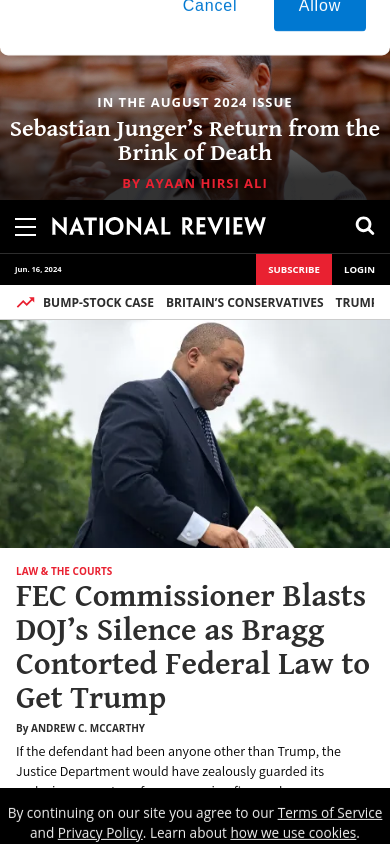 Cancel
Allow
IN THE AUGUST 2024 ISSUE
Sebastian Junger’s Return from the
Brink of Death
BY AYAAN HIRSI ALI
NATIONAL REVIEW
Jun. 16, 2024
SUBSCRIBE
LOGIN
BUMP-STOCK CASE
BRITAIN’S CONSERVATIVES
TRUMP
LAW & THE COURTS
FEC Commissioner Blasts
DOJ’s Silence as Bragg
Contorted Federal Law to
Get Trump
By ANDREW C. MCCARTHY
If the defendant had been anyone other than Trump, the
Justice Department would have zealously guarded its
By continuing on our site you agree to our Terms of Service
and Privacy Policy. Learn about how we use cookies.